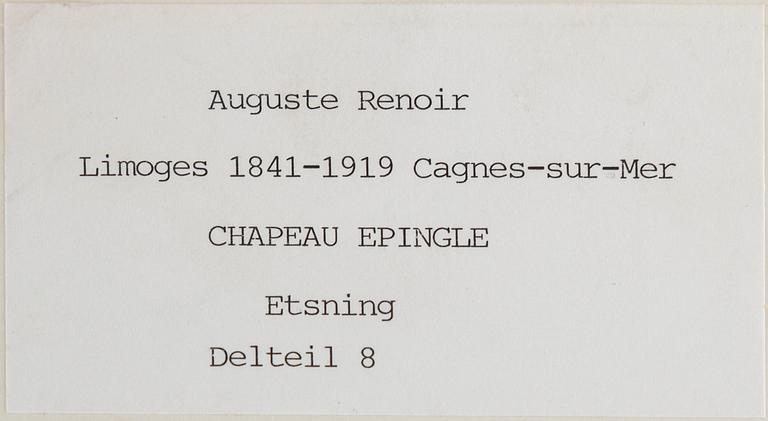 Auguste Renoir
Limoges 1841-1919 Cagnes-sur-Mer
CHAPEAU EPINGLE
Etsning
Delteil 8